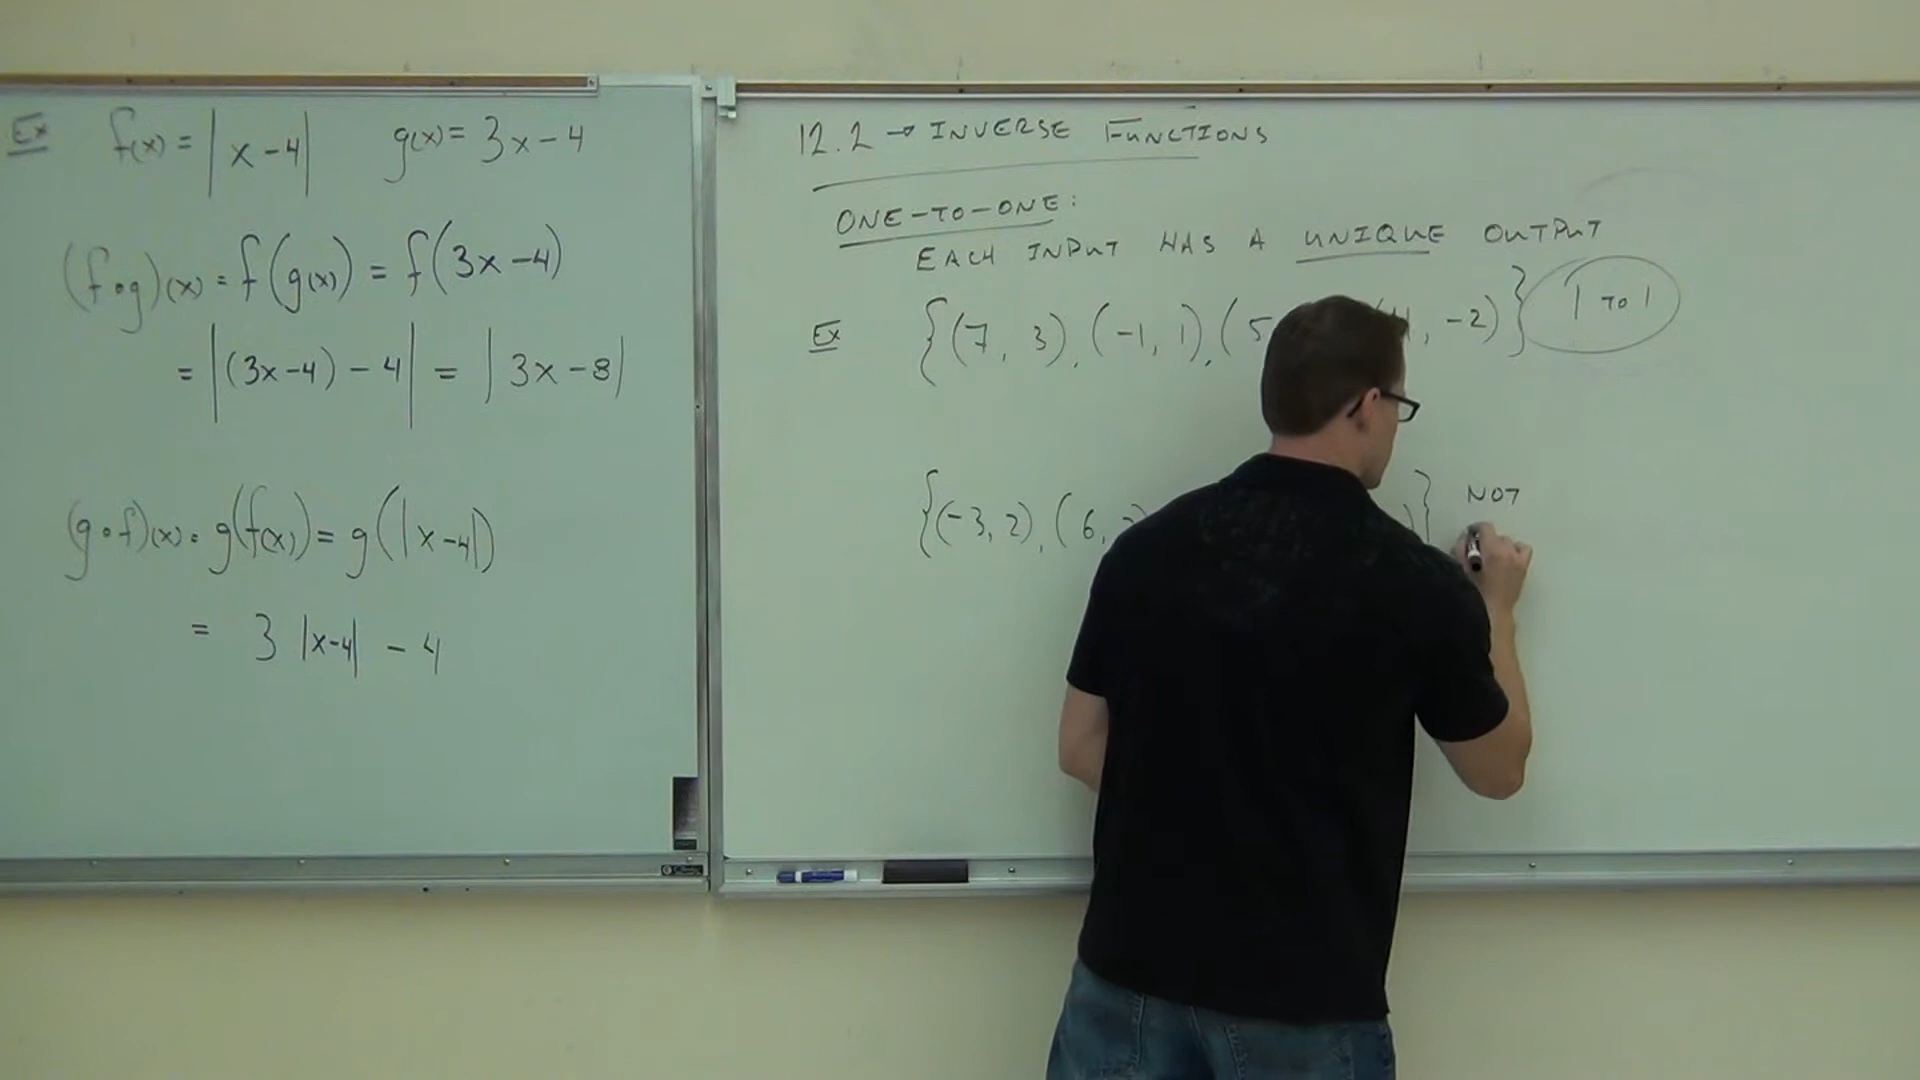 Ex f(x) = |x-4| g(x) = 3x-4
(f∘g)(x) = f(g(x)) = f(3x-4)
= |(3x-4)-4| = |3x-8|
(g∘f)(x) = g(f(x)) = g(|x-4|)
= 3|x-4| - 4
12.2 → INVERSE FUNCTIONS
ONE-TO-ONE:
EACH INPUT HAS A UNIQUE OUTPUT
Ex {(7, 3), (-1, 1), (5 , -2)} 1 TO 1
{(-3, 2), (6, )} NOT